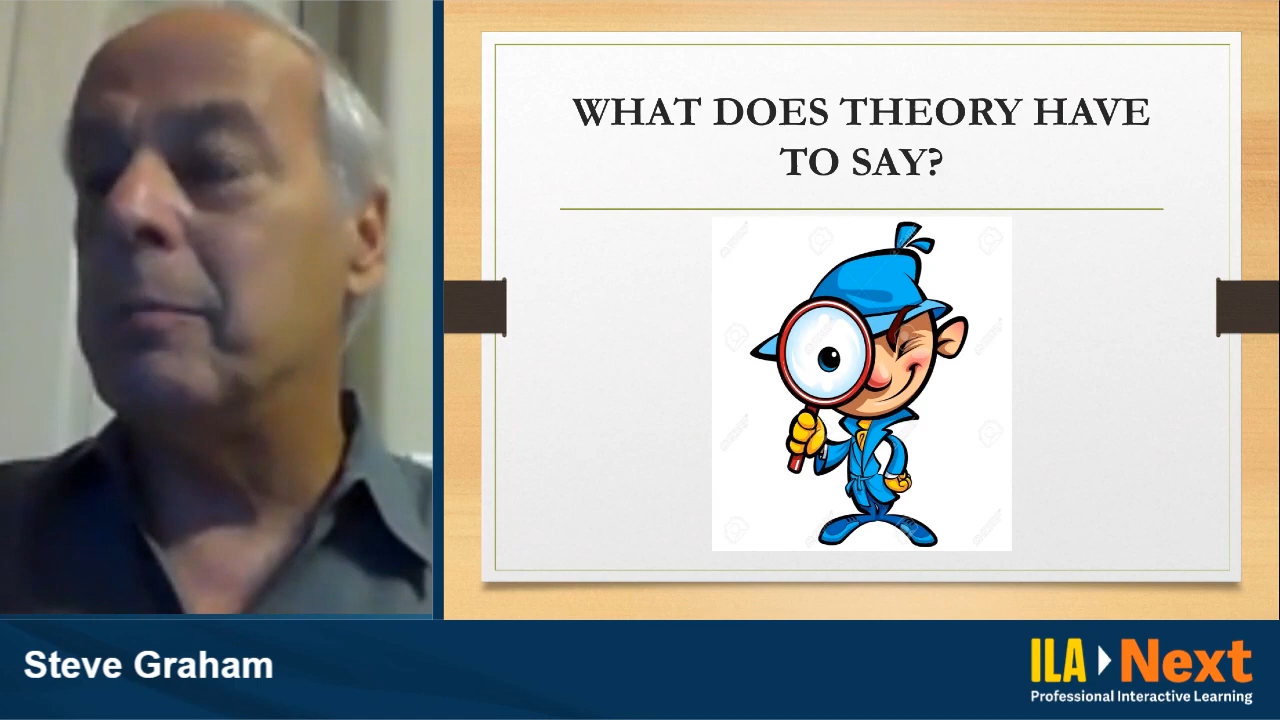 WHAT DOES THEORY HAVE
TO SAY?
Steve Graham
ILA Next
Professional Interactive Learning